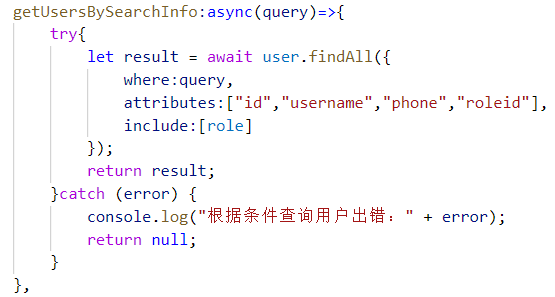 getUsersBySearchInfo:async(query)=>{
    try{
        let result = await user.findAll({
            where:query,
            attributes:["id","username","phone","roleid"],
            include:[role]
        });
        return result;
    }catch (error) {
        console.log("根据条件查询用户出错：" + error);
        return null;
    }
},